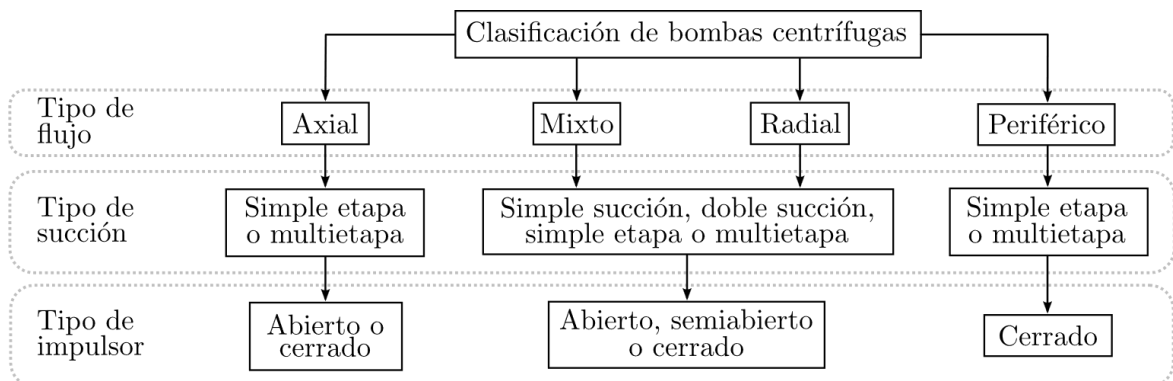 Clasificación de bombas centrífugas
Tipo de
flujo
Axial
Mixto
Radial
Periférico
Tipo de
succión
Simple etapa
o multietapa
Simple succión, doble succión,
simple etapa o multietapa
Simple etapa
o multietapa
Tipo de
impulsor
Abierto o
cerrado
Abierto, semiabierto
o cerrado
Cerrado